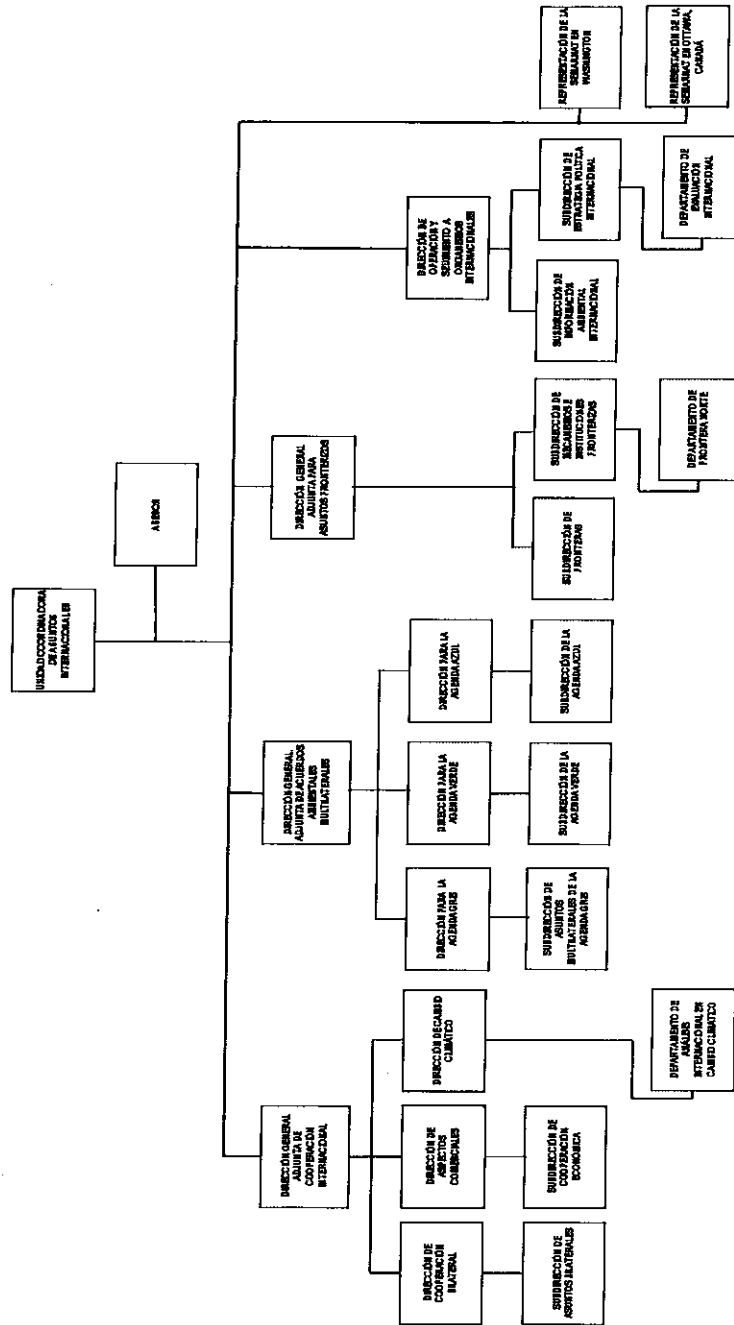 UNIDAD COORDINADORA
DE ASUNTOS
INTERNACIONALES
ASESOR
DIRECCIÓN GENERAL
ADJUNTA DE
COOPERACIÓN
INTERNACIONAL
DIRECCIÓN GENERAL
ADJUNTA DE ACUERDOS
AMBIENTALES
MULTILATERALES
DIRECCIÓN GENERAL
ADJUNTA PARA
ASUNTOS FRONTERIZOS
DIRECCIÓN DE
COOPERACIÓN
BILATERAL
DIRECCIÓN DE
ASPECTOS
COMERCIALES
DIRECCIÓN DE CAMBIO
CLIMÁTICO
DIRECCIÓN PARA LA
AGENDA GRIS
DIRECCIÓN PARA LA
AGENDA VERDE
DIRECCIÓN PARA LA
AGENDA AZUL
DIRECCIÓN DE
OPERACIÓN Y
SEGUIMIENTO A
ORGANISMOS
INTERNACIONALES
SUBDIRECCIÓN DE
ASUNTOS BILATERALES
SUBDIRECCIÓN DE
COOPERACIÓN
ECONÓMICA
SUBDIRECCIÓN DE
ASUNTOS
MULTILATERALES DE LA
AGENDA GRIS
SUBDIRECCIÓN DE LA
AGENDA VERDE
SUBDIRECCIÓN DE LA
AGENDA AZUL
SUBDIRECCIÓN DE
FRONTERAS
SUBDIRECCIÓN DE
MECANISMOS E
INSTITUCIONES
FRONTERIZAS
SUBDIRECCIÓN DE
INFORMACIÓN
AMBIENTAL
INTERNACIONAL
SUBDIRECCIÓN DE
ESTRATEGIA POLÍTICA
INTERNACIONAL
REPRESENTACIÓN DE LA
SEMARNAT EN
WASHINGTON
DEPARTAMENTO DE
ANÁLISIS
INTERNACIONAL EN
CAMBIO CLIMÁTICO
DEPARTAMENTO DE
FRONTERA NORTE
DEPARTAMENTO DE
EVALUACIÓN
INTERNACIONAL
REPRESENTACIÓN DE LA
SEMARNAT EN OTTAWA,
CANADÁ